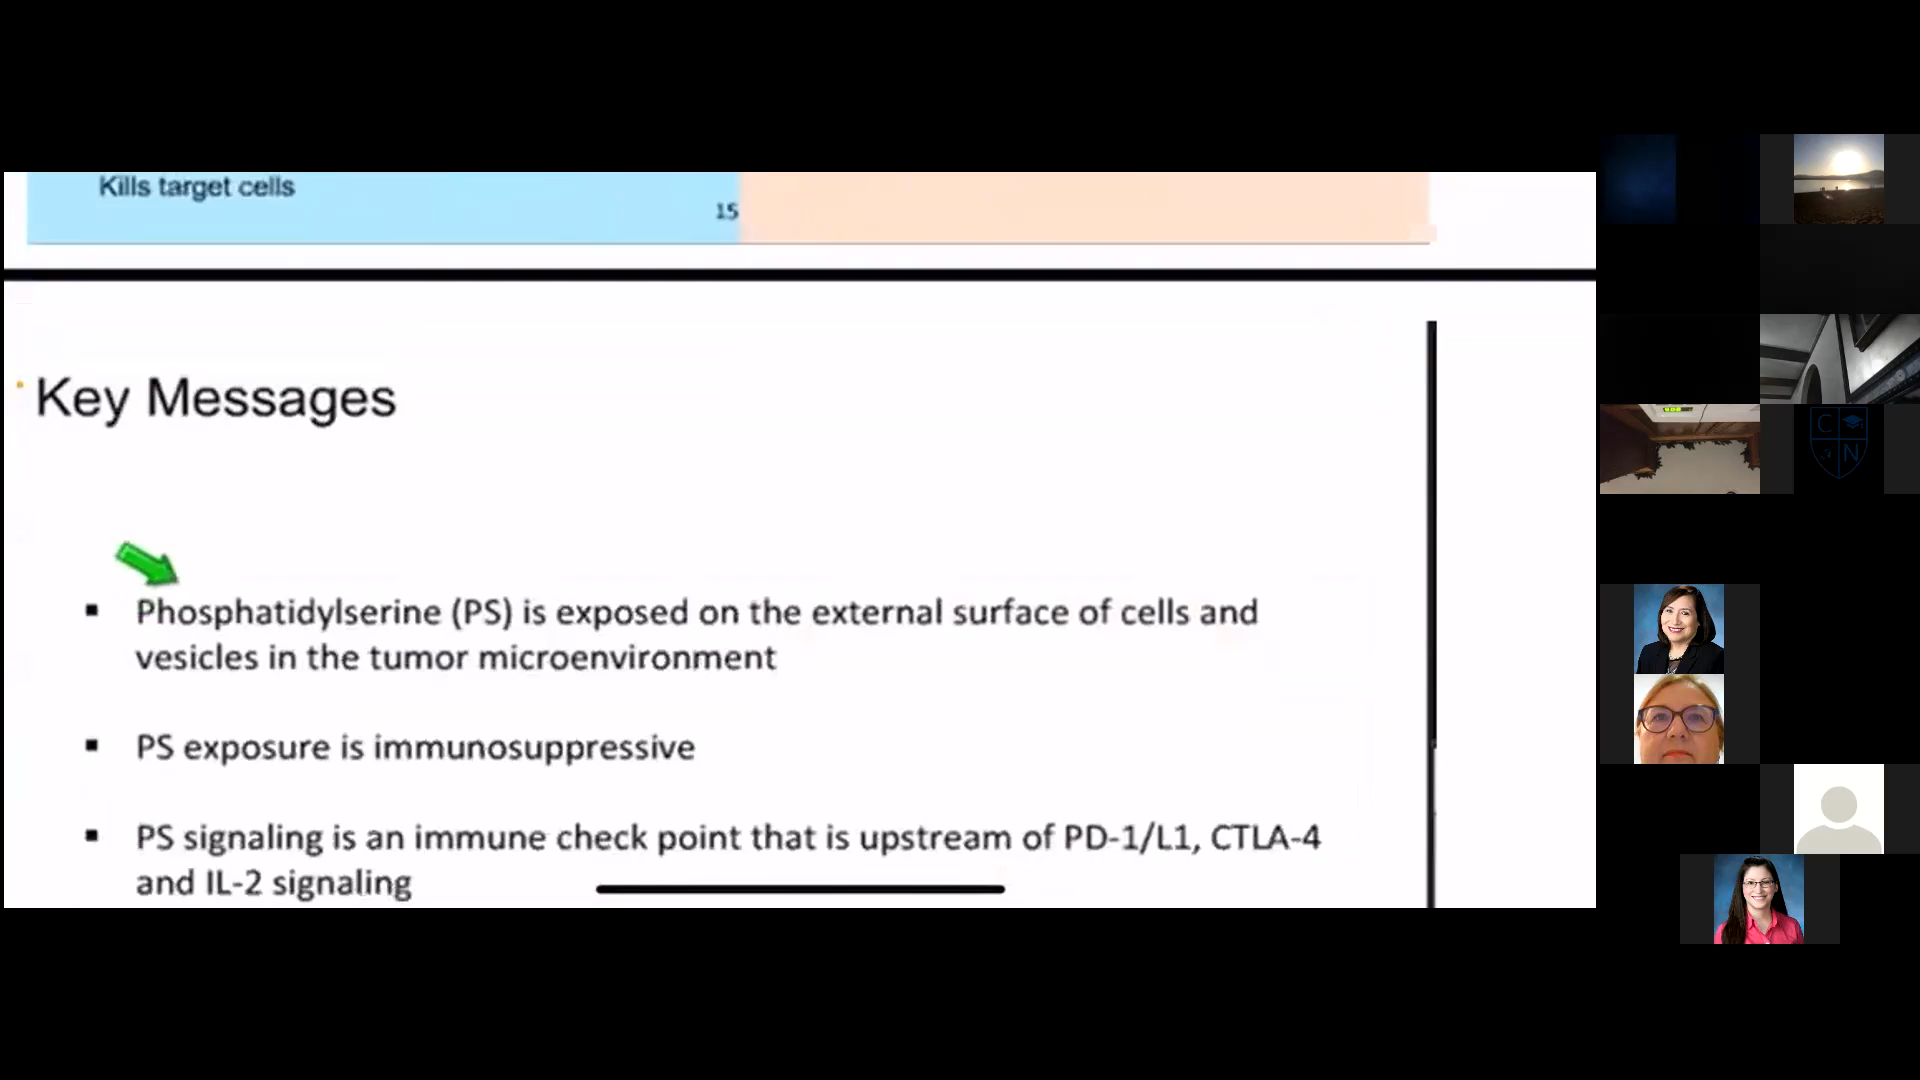 Kills target cells
15
Key Messages
▪ Phosphatidylserine (PS) is exposed on the external surface of cells and
vesicles in the tumor microenvironment
▪ PS exposure is immunosuppressive
▪ PS signaling is an immune check point that is upstream of PD-1/L1, CTLA-4
and IL-2 signaling
C
N